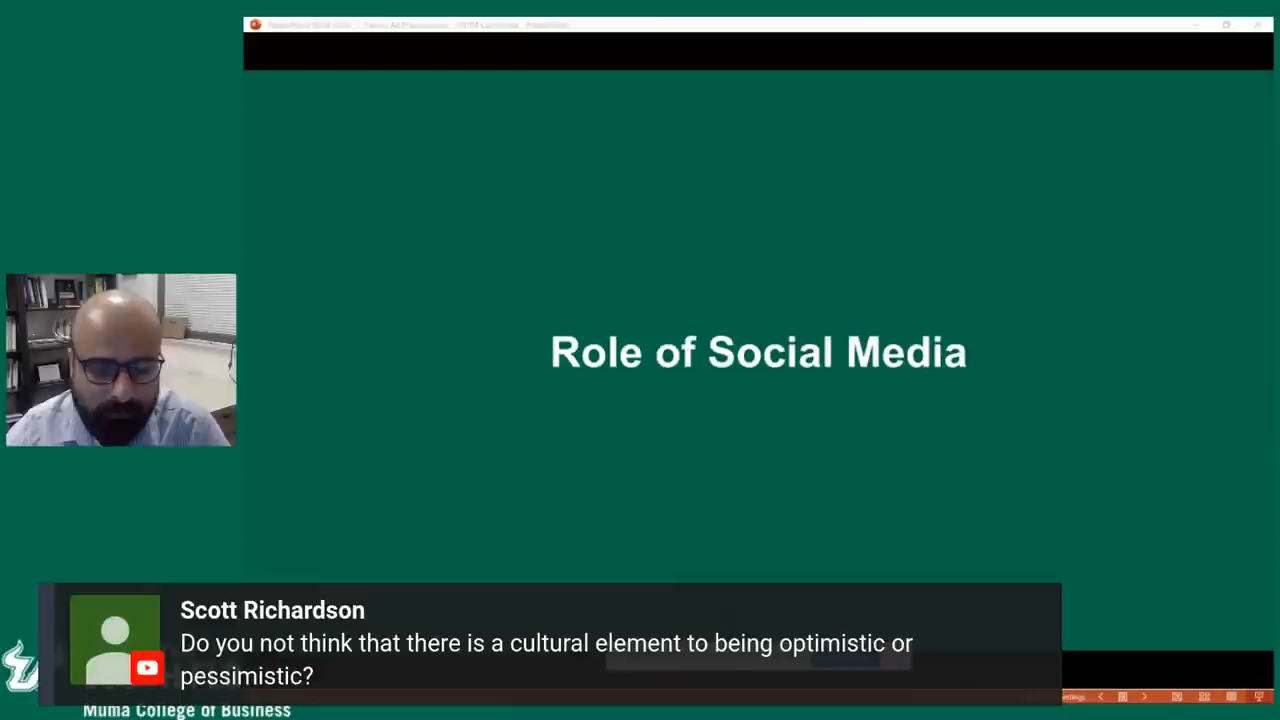 Role of Social Media
Scott Richardson
Do you not think that there is a cultural element to being optimistic or
pessimistic?
Muma College of Business